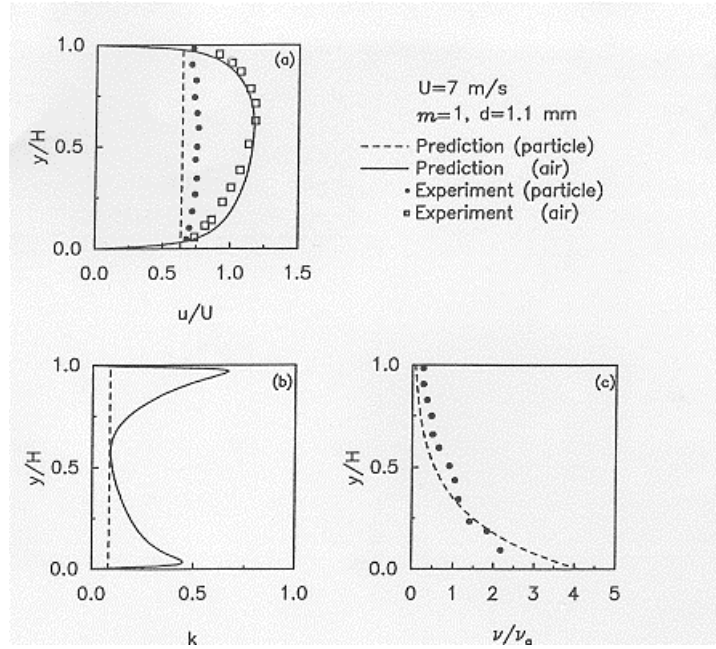 1.0
(a)
y/H
0.5
0.0
0.0 0.5 1.0 1.5
u/U
U=7 m/s
m=1, d=1.1 mm
Prediction (particle)
Prediction (air)
Experiment (particle)
Experiment (air)
1.0
(b)
y/H
0.5
0.0
0.0 0.5 1.0
k
1.0
(c)
y/H
0.5
0.0
0 1 2 3 4 5
ν/νₐ